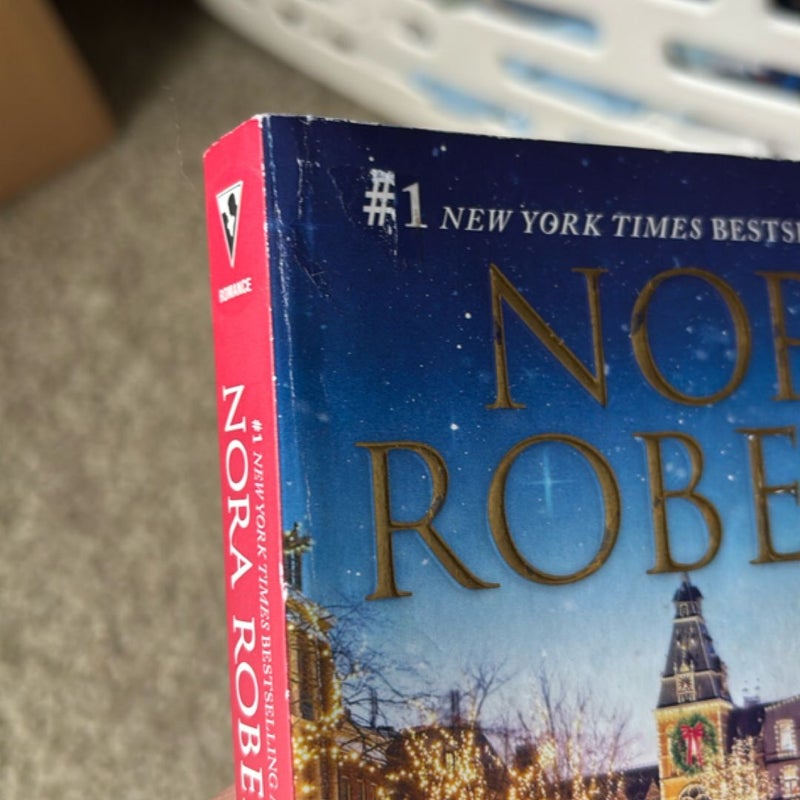 #1 NEW YORK TIMES BESTS
NO
ROBE
ROMANCE
#1 NEW YORK TIMES BESTSELLING
NORA ROBE